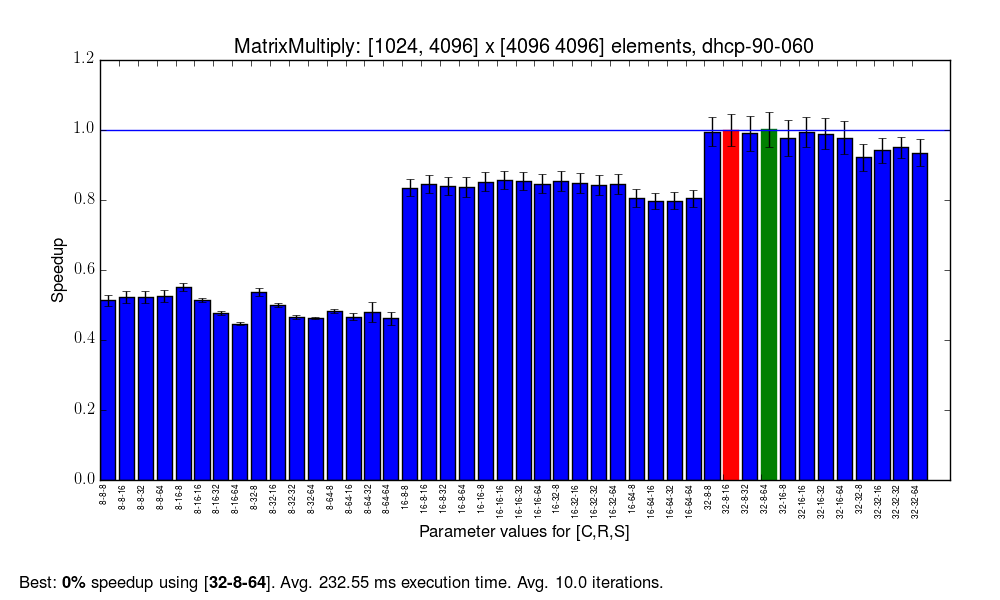 MatrixMultiply: [1024, 4096] x [4096 4096] elements, dhcp-90-060
1.2
1.0
0.8
0.6
0.4
0.2
0.0
Speedup
8-8-8 8-8-16 8-8-32 8-8-64 8-16-8 8-16-16 8-16-32 8-16-64 8-32-8 8-32-16 8-32-32 8-32-64 8-64-8 8-64-16 8-64-32 8-64-64 16-8-8 16-8-16 16-8-32 16-8-64 16-16-8 16-16-16 16-16-32 16-16-64 16-32-8 16-32-16 16-32-32 16-32-64 16-64-8 16-64-16 16-64-32 16-64-64 32-8-8 32-8-16 32-8-32 32-8-64 32-16-8 32-16-16 32-16-32 32-16-64 32-32-8 32-32-16 32-32-32 32-32-64
Parameter values for [C,R,S]
Best: 0% speedup using [32-8-64]. Avg. 232.55 ms execution time. Avg. 10.0 iterations.